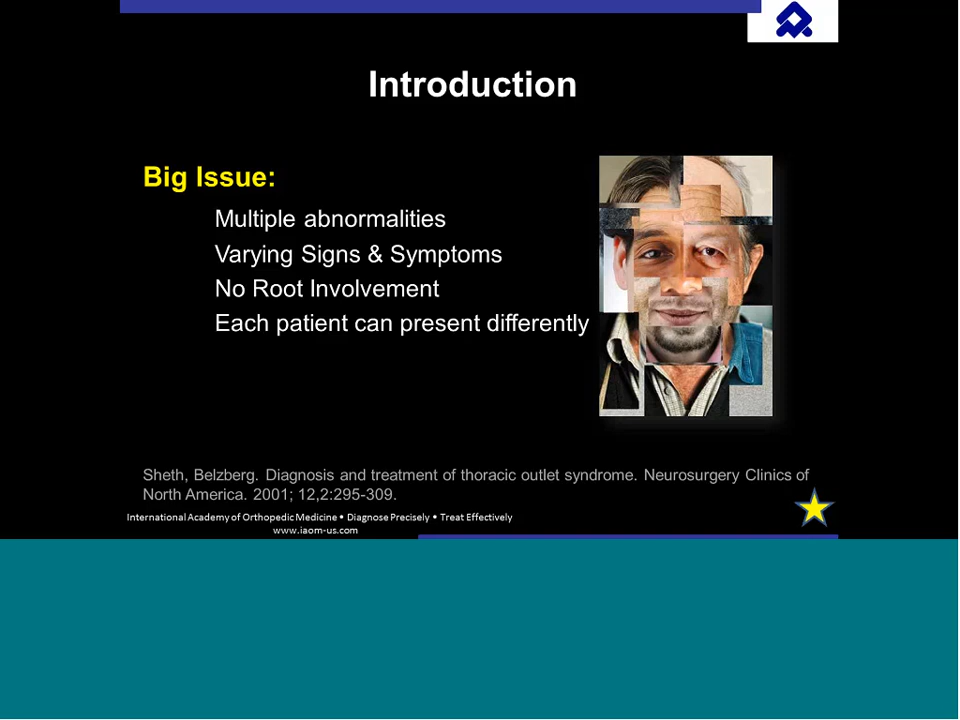 Introduction
Big Issue:
Multiple abnormalities
Varying Signs & Symptoms
No Root Involvement
Each patient can present differently
Sheth, Belzberg. Diagnosis and treatment of thoracic outlet syndrome. Neurosurgery Clinics of
North America. 2001; 12,2:295-309.
International Academy of Orthopedic Medicine • Diagnose Precisely • Treat Effectively
www.iaom-us.com